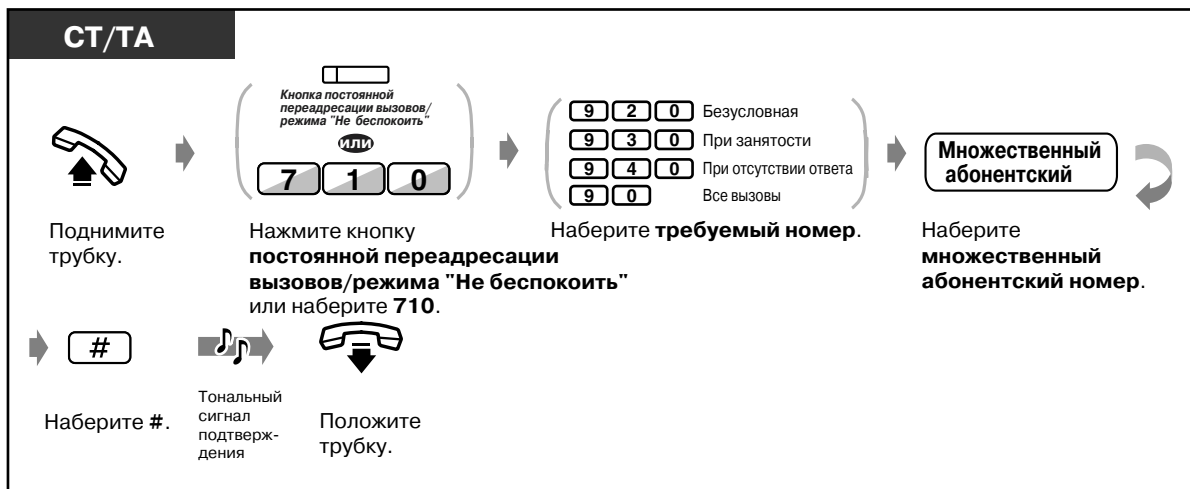 СТ/ТА
Кнопка постоянной
переадресации вызовов/
режима "Не беспокоить"
или
7 1 0
9 2 0 Безусловная
9 3 0 При занятости
9 4 0 При отсутствии ответа
9 0 Все вызовы
Множественный
абонентский
Поднимите
трубку.
Нажмите кнопку
постоянной переадресации
вызовов/режима "Не беспокоить"
или наберите 710.
Наберите требуемый номер.
Наберите
множественный
абонентский номер.
#
Наберите #.
Тональный
сигнал
подтверж-
дения
Положите
трубку.